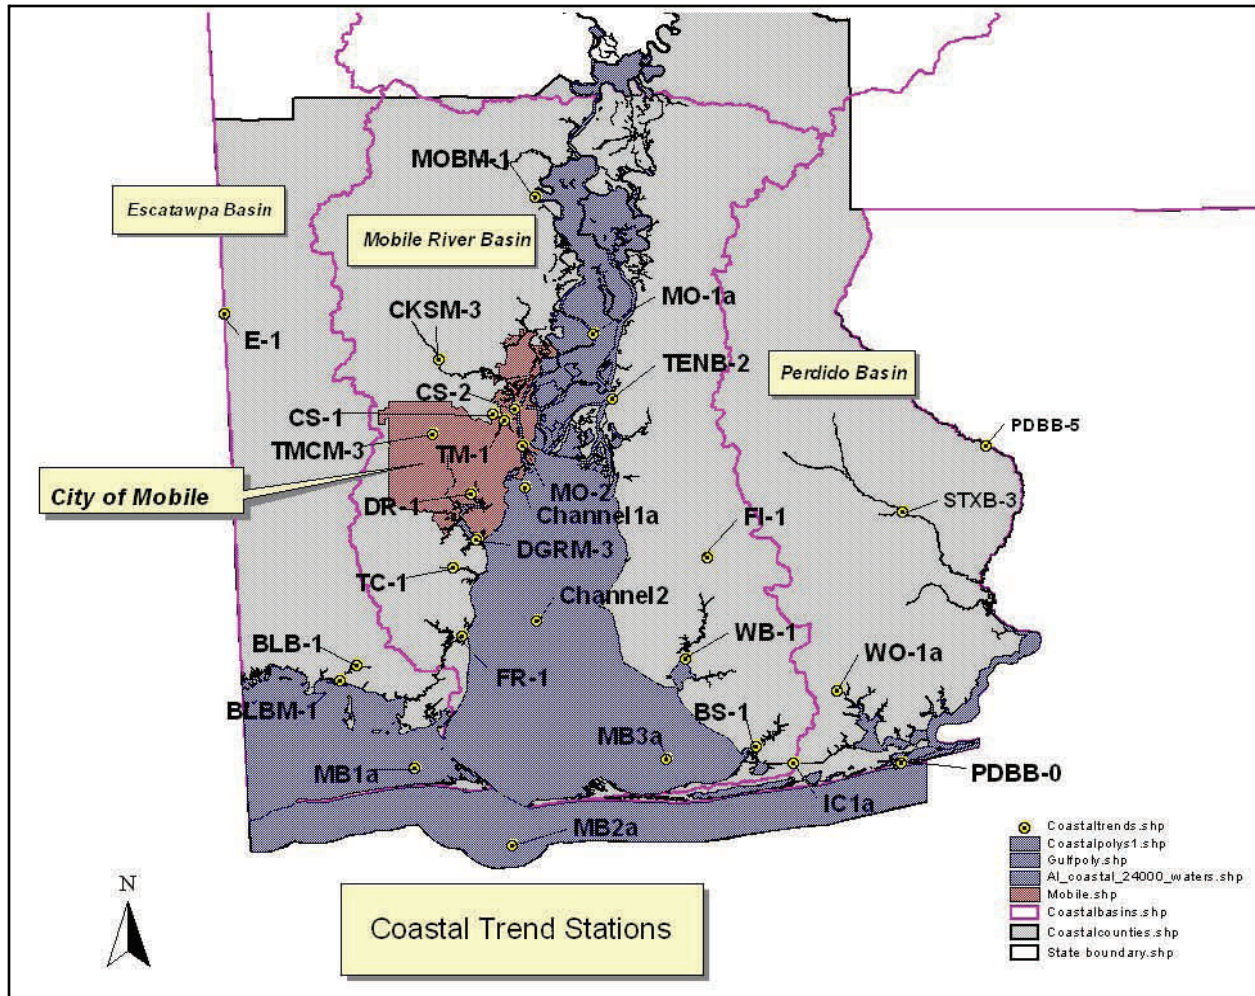 MOBM-1
Escatawpa Basin
Mobile River Basin
MO-1a
CKSM-3
E-1
TENB-2
Perdido Basin
CS-2
CS-1
TMCM-3
TM-1
PDBB-5
City of Mobile
MO-2
STXB-3
DR-1
Channel1a
FI-1
DGRM-3
TC-1
Channel2
WB-1
BLB-1
WO-1a
FR-1
BLBM-1
BS-1
MB3a
MB1a
PDBB-0
IC1a
MB2a
Coastaltrends.shp
Coastalpolys1.shp
Gulfpoly.shp
Al_coastal_24000_waters.shp
Mobile.shp
Coastalbasins.shp
Coastalcounties.shp
State boundary.shp
N
Coastal Trend Stations